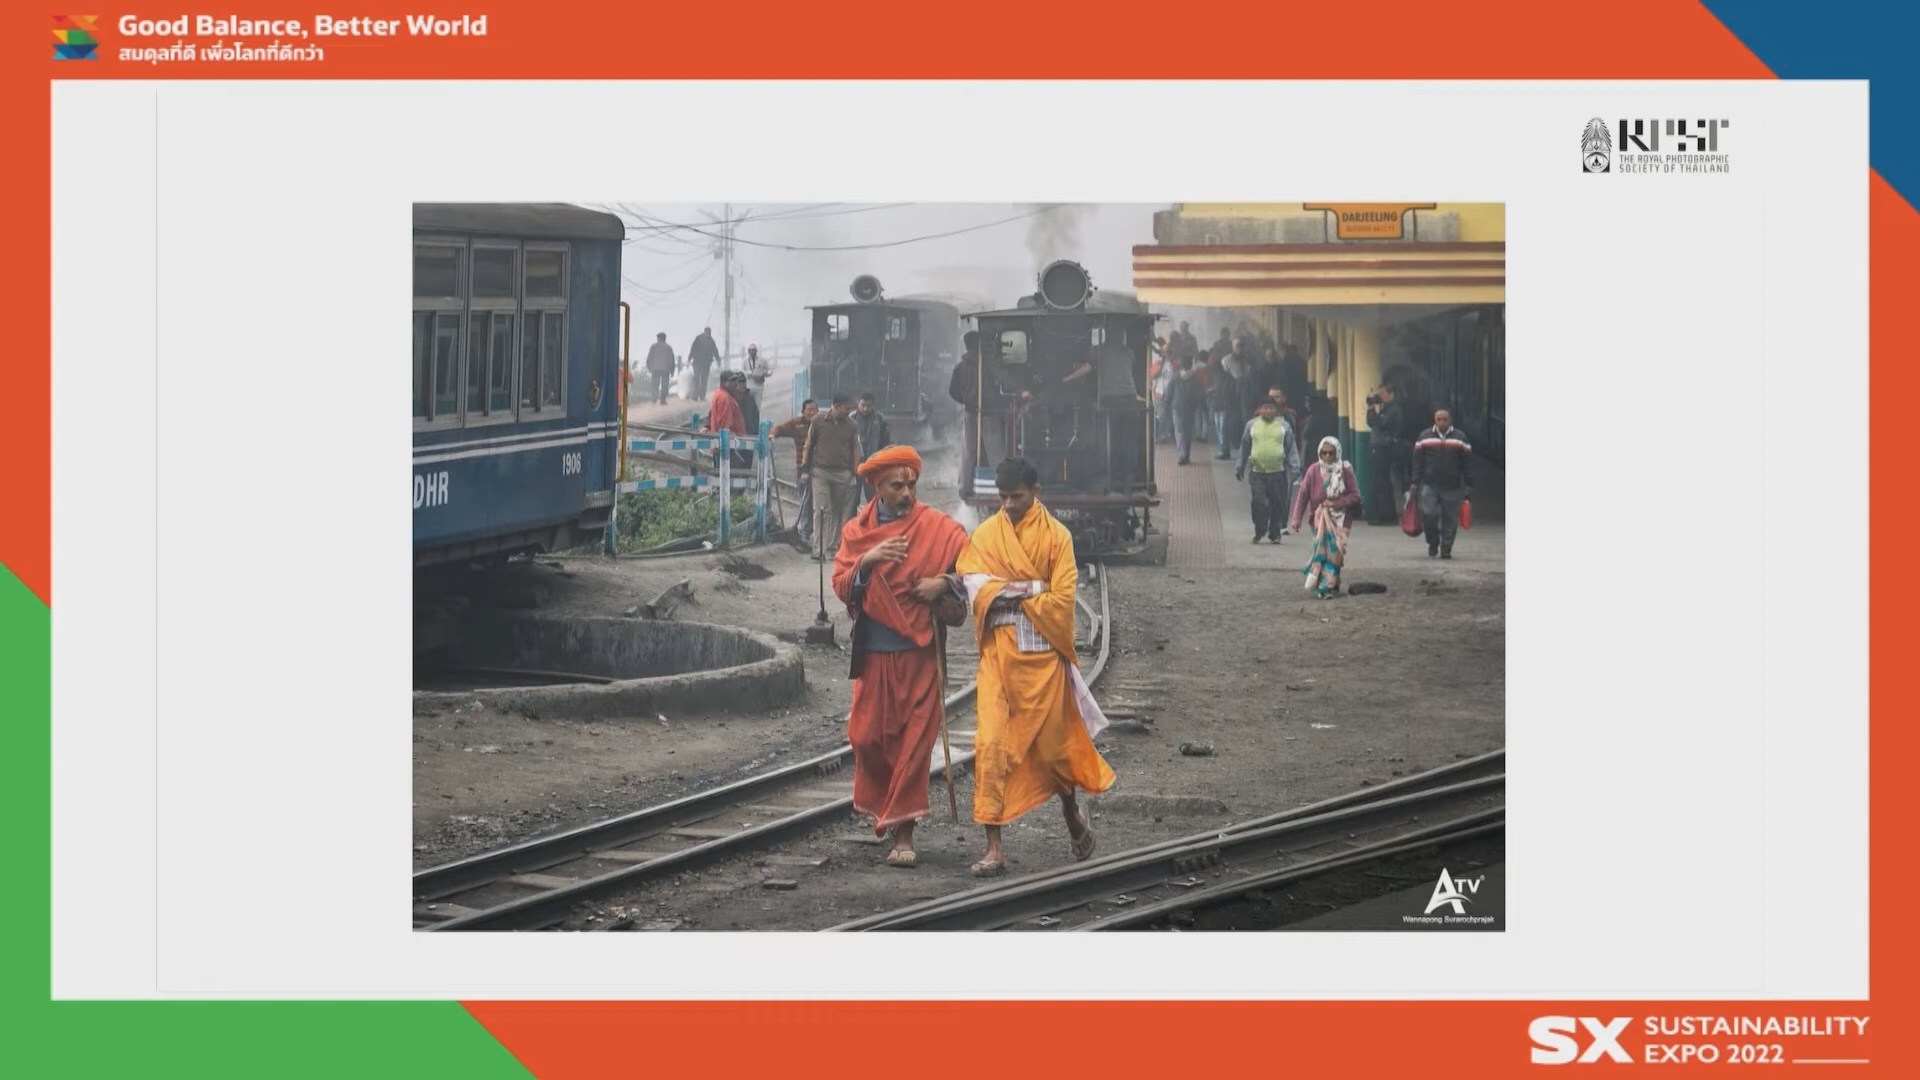 Good Balance, Better World
สมดุลที่ดี เพื่อโลกที่ดีกว่า
RPST
THE ROYAL PHOTOGRAPHIC
SOCIETY OF THAILAND
DARJEELING
1906
DHR
ATV
Wannapong Surarochprajak
SX SUSTAINABILITY
EXPO 2022